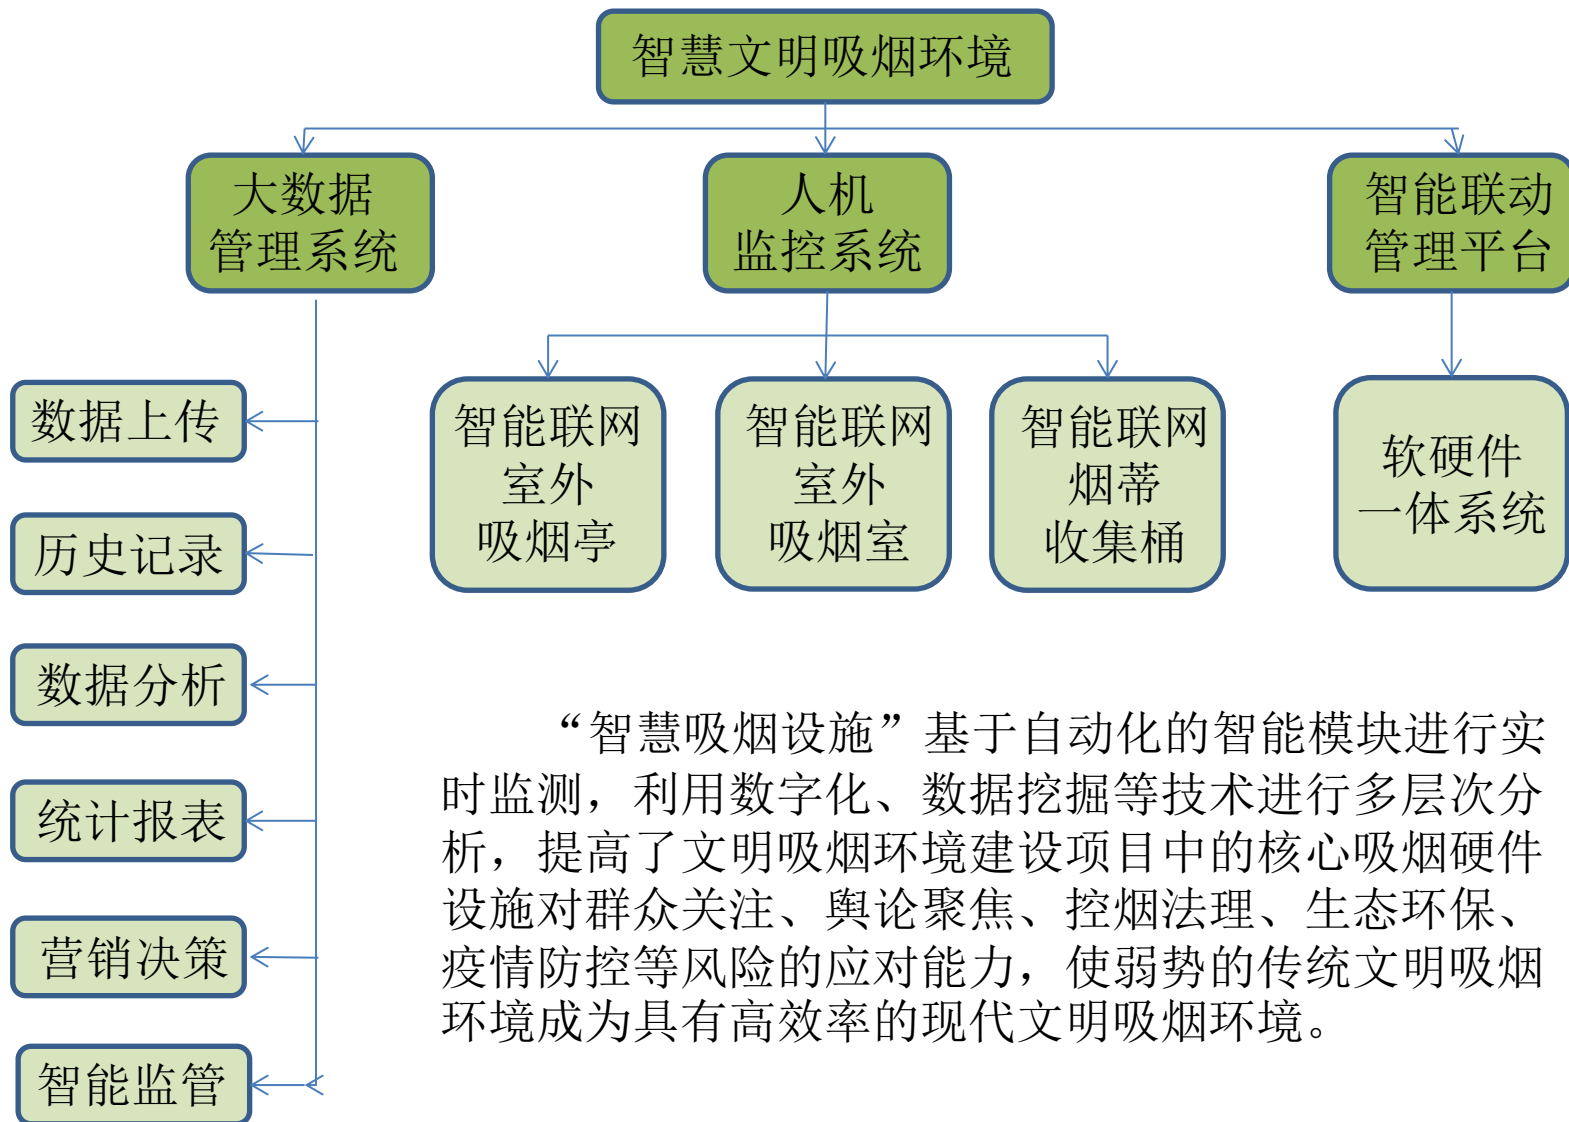 智慧文明吸烟环境
大数据
管理系统
人机
监控系统
智能联动
管理平台
数据上传
历史记录
数据分析
统计报表
营销决策
智能监管
智能联网
室外
吸烟亭
智能联网
室外
吸烟室
智能联网
烟蒂
收集桶
软硬件
一体系统
“智慧吸烟设施”基于自动化的智能模块进行实
时监测，利用数字化、数据挖掘等技术进行多层次分
析，提高了文明吸烟环境建设项目中的核心吸烟硬件
设施对群众关注、舆论聚焦、控烟法理、生态环保、
疫情防控等风险的应对能力，使弱势的传统文明吸烟
环境成为具有高效率的现代文明吸烟环境。